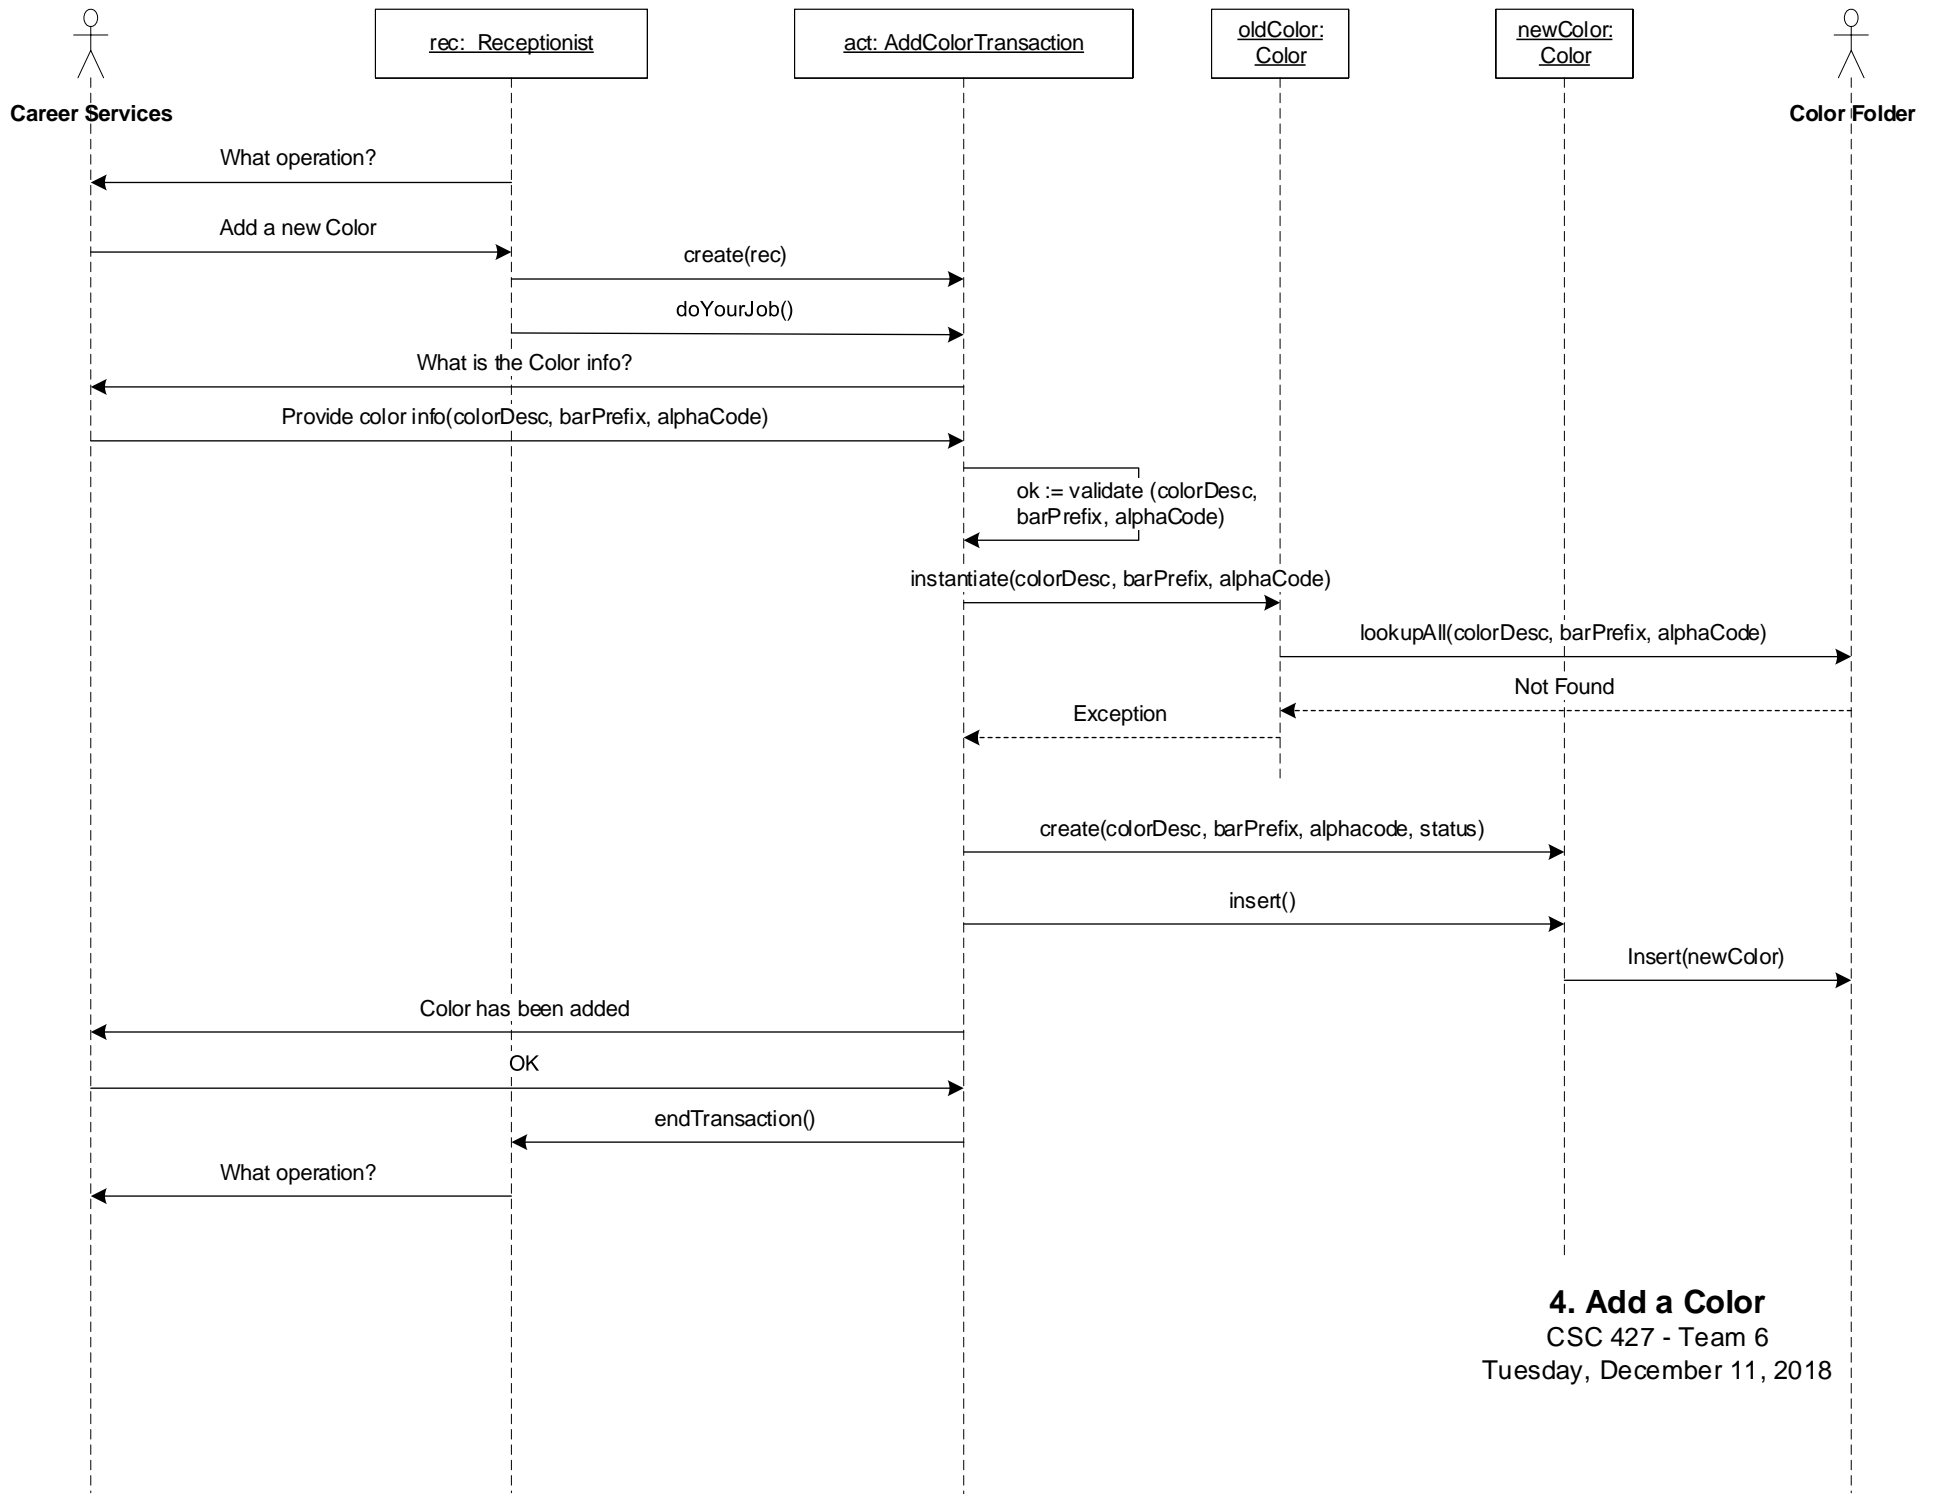 rec:  Receptionist
act: AddColorTransaction
oldColor:
Color
newColor:
Color
Career Services
Color Folder
What operation?
Add a new Color
create(rec)
doYourJob()
What is the Color info?
Provide color info(colorDesc, barPrefix, alphaCode)
ok := validate (colorDesc,
barPrefix, alphaCode)
instantiate(colorDesc, barPrefix, alphaCode)
lookupAll(colorDesc, barPrefix, alphaCode)
Not Found
Exception
create(colorDesc, barPrefix, alphacode, status)
insert()
Insert(newColor)
Color has been added
OK
endTransaction()
What operation?
4. Add a Color
CSC 427 - Team 6
Tuesday, December 11, 2018